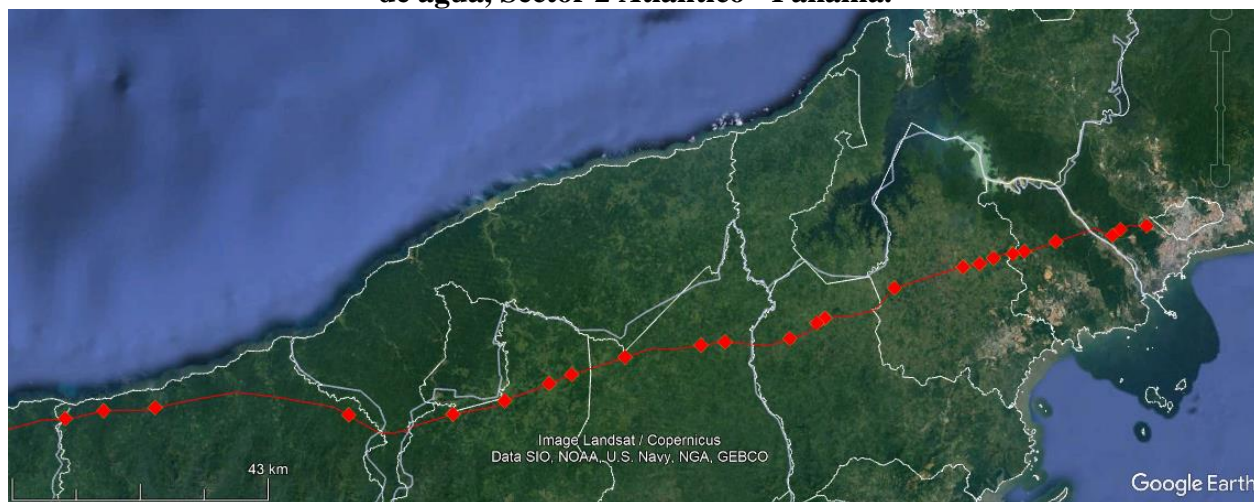 de agua, Sector 2 Atlántico - Panamá.
Image Landsat / Copernicus
Data SIO, NOAA, U.S. Navy, NGA, GEBCO
43 km
Google Earth